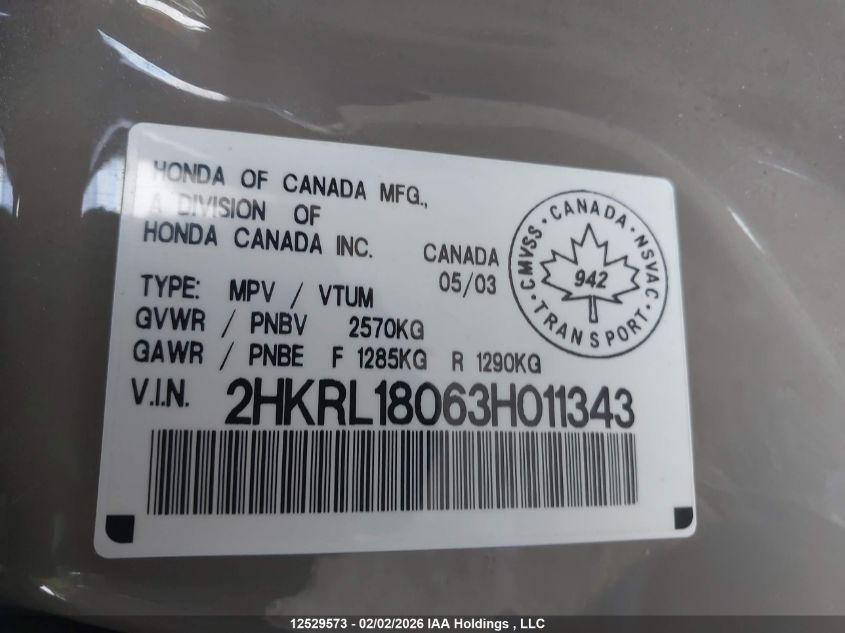 HONDA OF CANADA MFG.,
A DIVISION OF
HONDA CANADA INC.
CANADA
05/03
TYPE: MPV / VTUM
GVWR / PNBV 2570KG
GAWR / PNBE F 1285KG R 1290KG
V.I.N. 2HKRL18063H011343
CANADA · NSVAC · TRANSPORT · CMVSS ·
942
12529573 - 02/02/2026 IAA Holdings , LLC